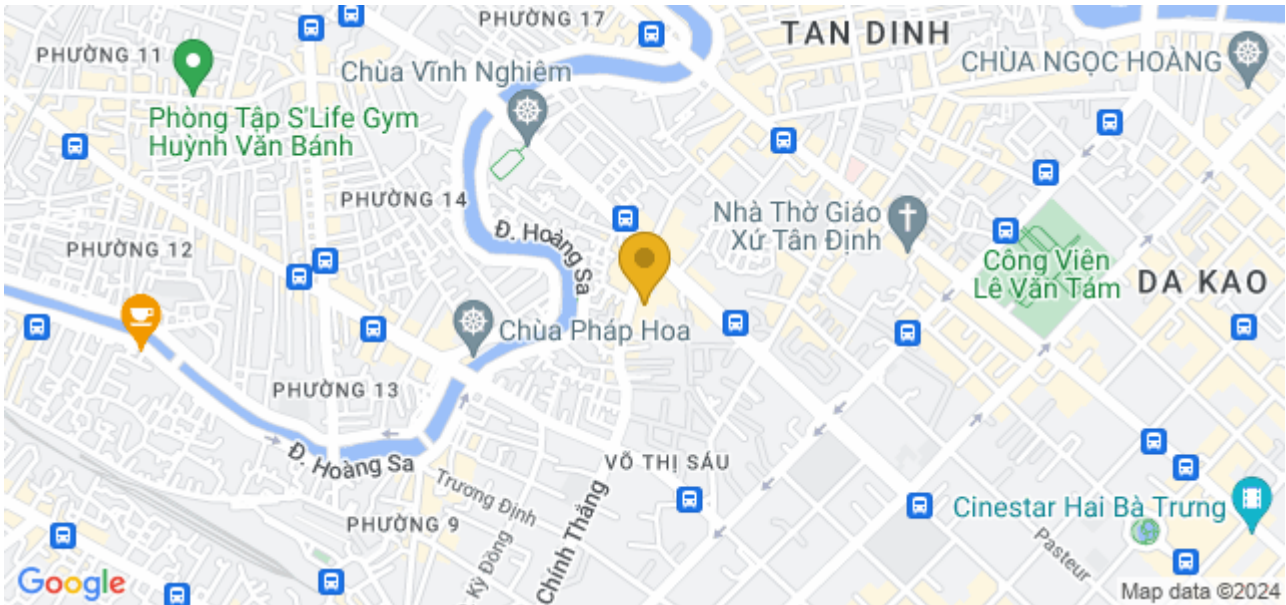 PHƯỜNG 17
TAN DINH
PHƯỜNG 11
Chùa Vĩnh Nghiêm
CHÙA NGỌC HOÀNG
Phòng Tập S'Life Gym
Huỳnh Văn Bánh
PHƯỜNG 14
Đ. Hoàng Sa
Nhà Thờ Giáo
Xứ Tân Định
PHƯỜNG 12
Công Viên
Lê Văn Tám
DA KAO
Chùa Pháp Hoa
PHƯỜNG 13
Đ. Hoàng Sa
VÕ THỊ SÁU
Trương Định
PHƯỜNG 9
Kỳ Đồng
Chính Thắng
Cinestar Hai Bà Trưng
Pasteur
Google
Map data ©2024